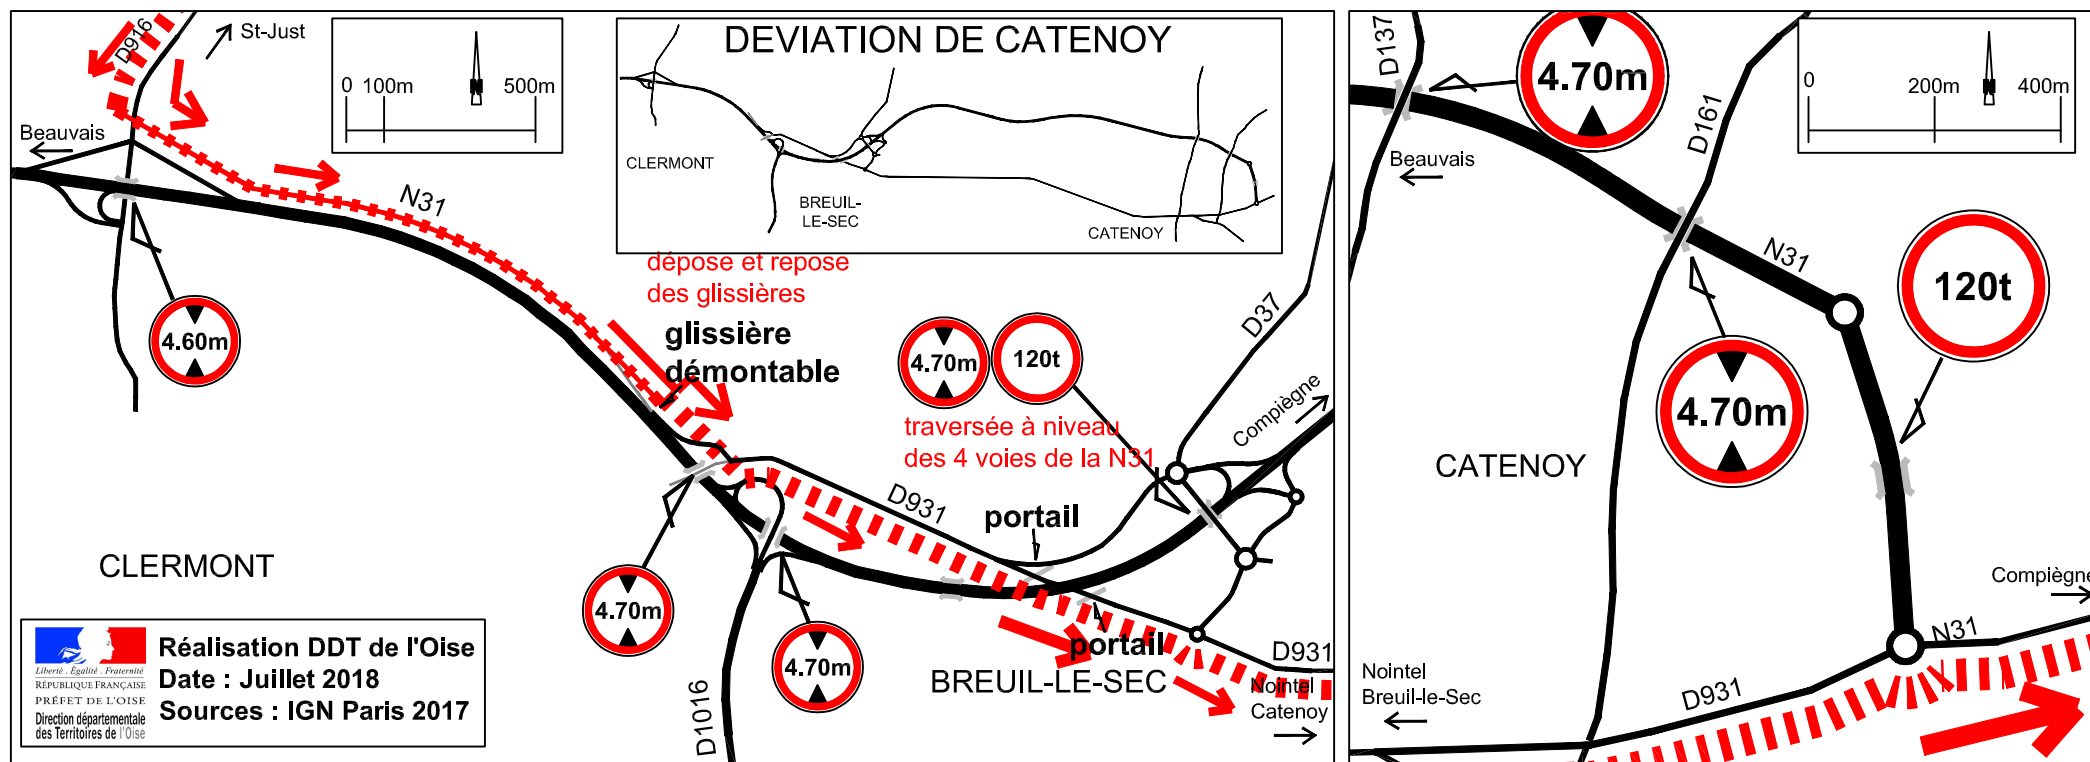 D916
St-Just
0 100m 500m
N
DEVIATION DE CATENOY
CLERMONT
BREUIL-
LE-SEC
CATENOY
Beauvais
N31
4.60m
dépose et repose
des glissières
glissière
démontable
4.70m
120t
traversée à niveau
des 4 voies de la N31
D37
Compiègne
D931
portail
CLERMONT
4.70m
4.70m
portail
BREUIL-LE-SEC
D1016
D931
Nointel
Catenoy
Liberté . Égalité . Fraternité
RÉPUBLIQUE FRANÇAISE
PRÉFET DE L'OISE
Direction départementale
des Territoires de l'Oise
Réalisation DDT de l'Oise
Date : Juillet 2018
Sources : IGN Paris 2017
D137
4.70m
0 200m 400m
N
D161
Beauvais
N31
120t
4.70m
CATENOY
Compiègne
N31
Nointel
Breuil-le-Sec
D931